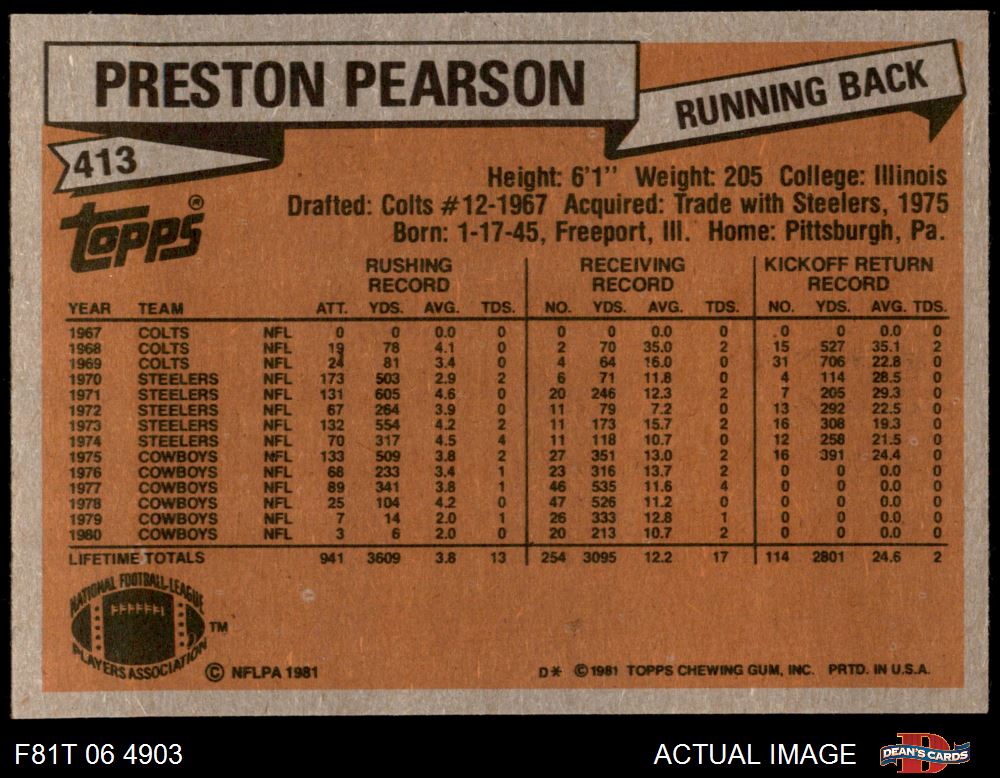 PRESTON PEARSON
RUNNING BACK
413
Height: 6'1" Weight: 205 College: Illinois
topps®
Drafted: Colts #12-1967 Acquired: Trade with Steelers, 1975
Born: 1-17-45, Freeport, Ill. Home: Pittsburgh, Pa.
RUSHING RECORD RECEIVING RECORD KICKOFF RETURN RECORD
YEAR TEAM ATT. YDS. AVG. TDS. NO. YDS. AVG. TDS. NO. YDS. AVG. TDS.
1967 COLTS NFL 0 0 0.0 0 0 0 0.0 0 0 0 0.0 0
1968 COLTS NFL 19 78 4.1 0 2 70 35.0 2 15 527 35.1 2
1969 COLTS NFL 24 81 3.4 0 4 64 16.0 0 31 706 22.8 0
1970 STEELERS NFL 173 503 2.9 2 6 71 11.8 0 4 114 28.5 0
1971 STEELERS NFL 131 605 4.6 0 20 246 12.3 2 7 205 29.3 0
1972 STEELERS NFL 67 264 3.9 0 11 79 7.2 0 13 292 22.5 0
1973 STEELERS NFL 132 554 4.2 2 11 173 15.7 2 16 308 19.3 0
1974 STEELERS NFL 70 317 4.5 4 11 118 10.7 0 12 258 21.5 0
1975 COWBOYS NFL 133 509 3.8 2 27 351 13.0 2 16 391 24.4 0
1976 COWBOYS NFL 68 233 3.4 1 23 316 13.7 2 0 0 0.0 0
1977 COWBOYS NFL 89 341 3.8 1 46 535 11.6 4 0 0 0.0 0
1978 COWBOYS NFL 25 104 4.2 0 47 526 11.2 0 0 0 0.0 0
1979 COWBOYS NFL 7 14 2.0 1 26 333 12.8 1 0 0 0.0 0
1980 COWBOYS NFL 3 6 2.0 0 20 213 10.7 2 0 0 0.0 0
LIFETIME TOTALS 941 3609 3.8 13 254 3095 12.2 17 114 2801 24.6 2
NATIONAL FOOTBALL LEAGUE
PLAYERS ASSOCIATION
TM
© NFLPA 1981
D* ©1981 TOPPS CHEWING GUM, INC. PRTD. IN U.S.A.
F81T 06 4903
ACTUAL IMAGE
D
DEAN'S CARDS